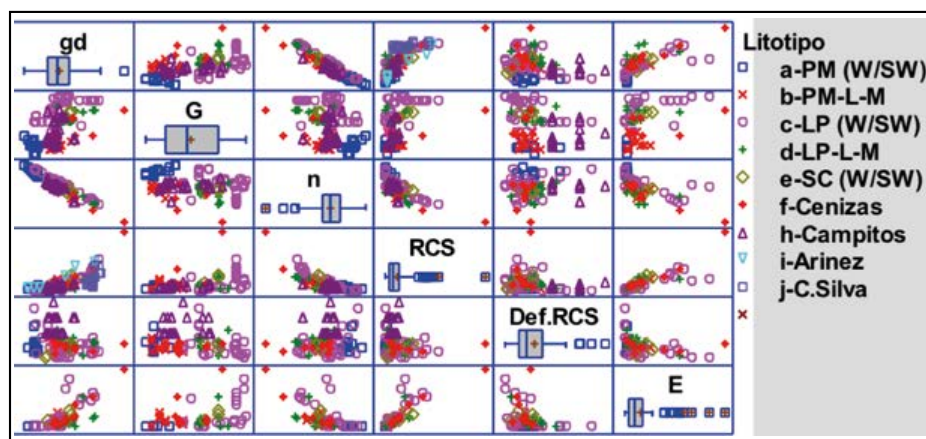 gd
G
n
RCS
Def.RCS
E
Litotipo
a-PM (W/SW)
b-PM-L-M
c-LP (W/SW)
d-LP-L-M
e-SC (W/SW)
f-Cenizas
h-Campitos
i-Arinez
j-C.Silva